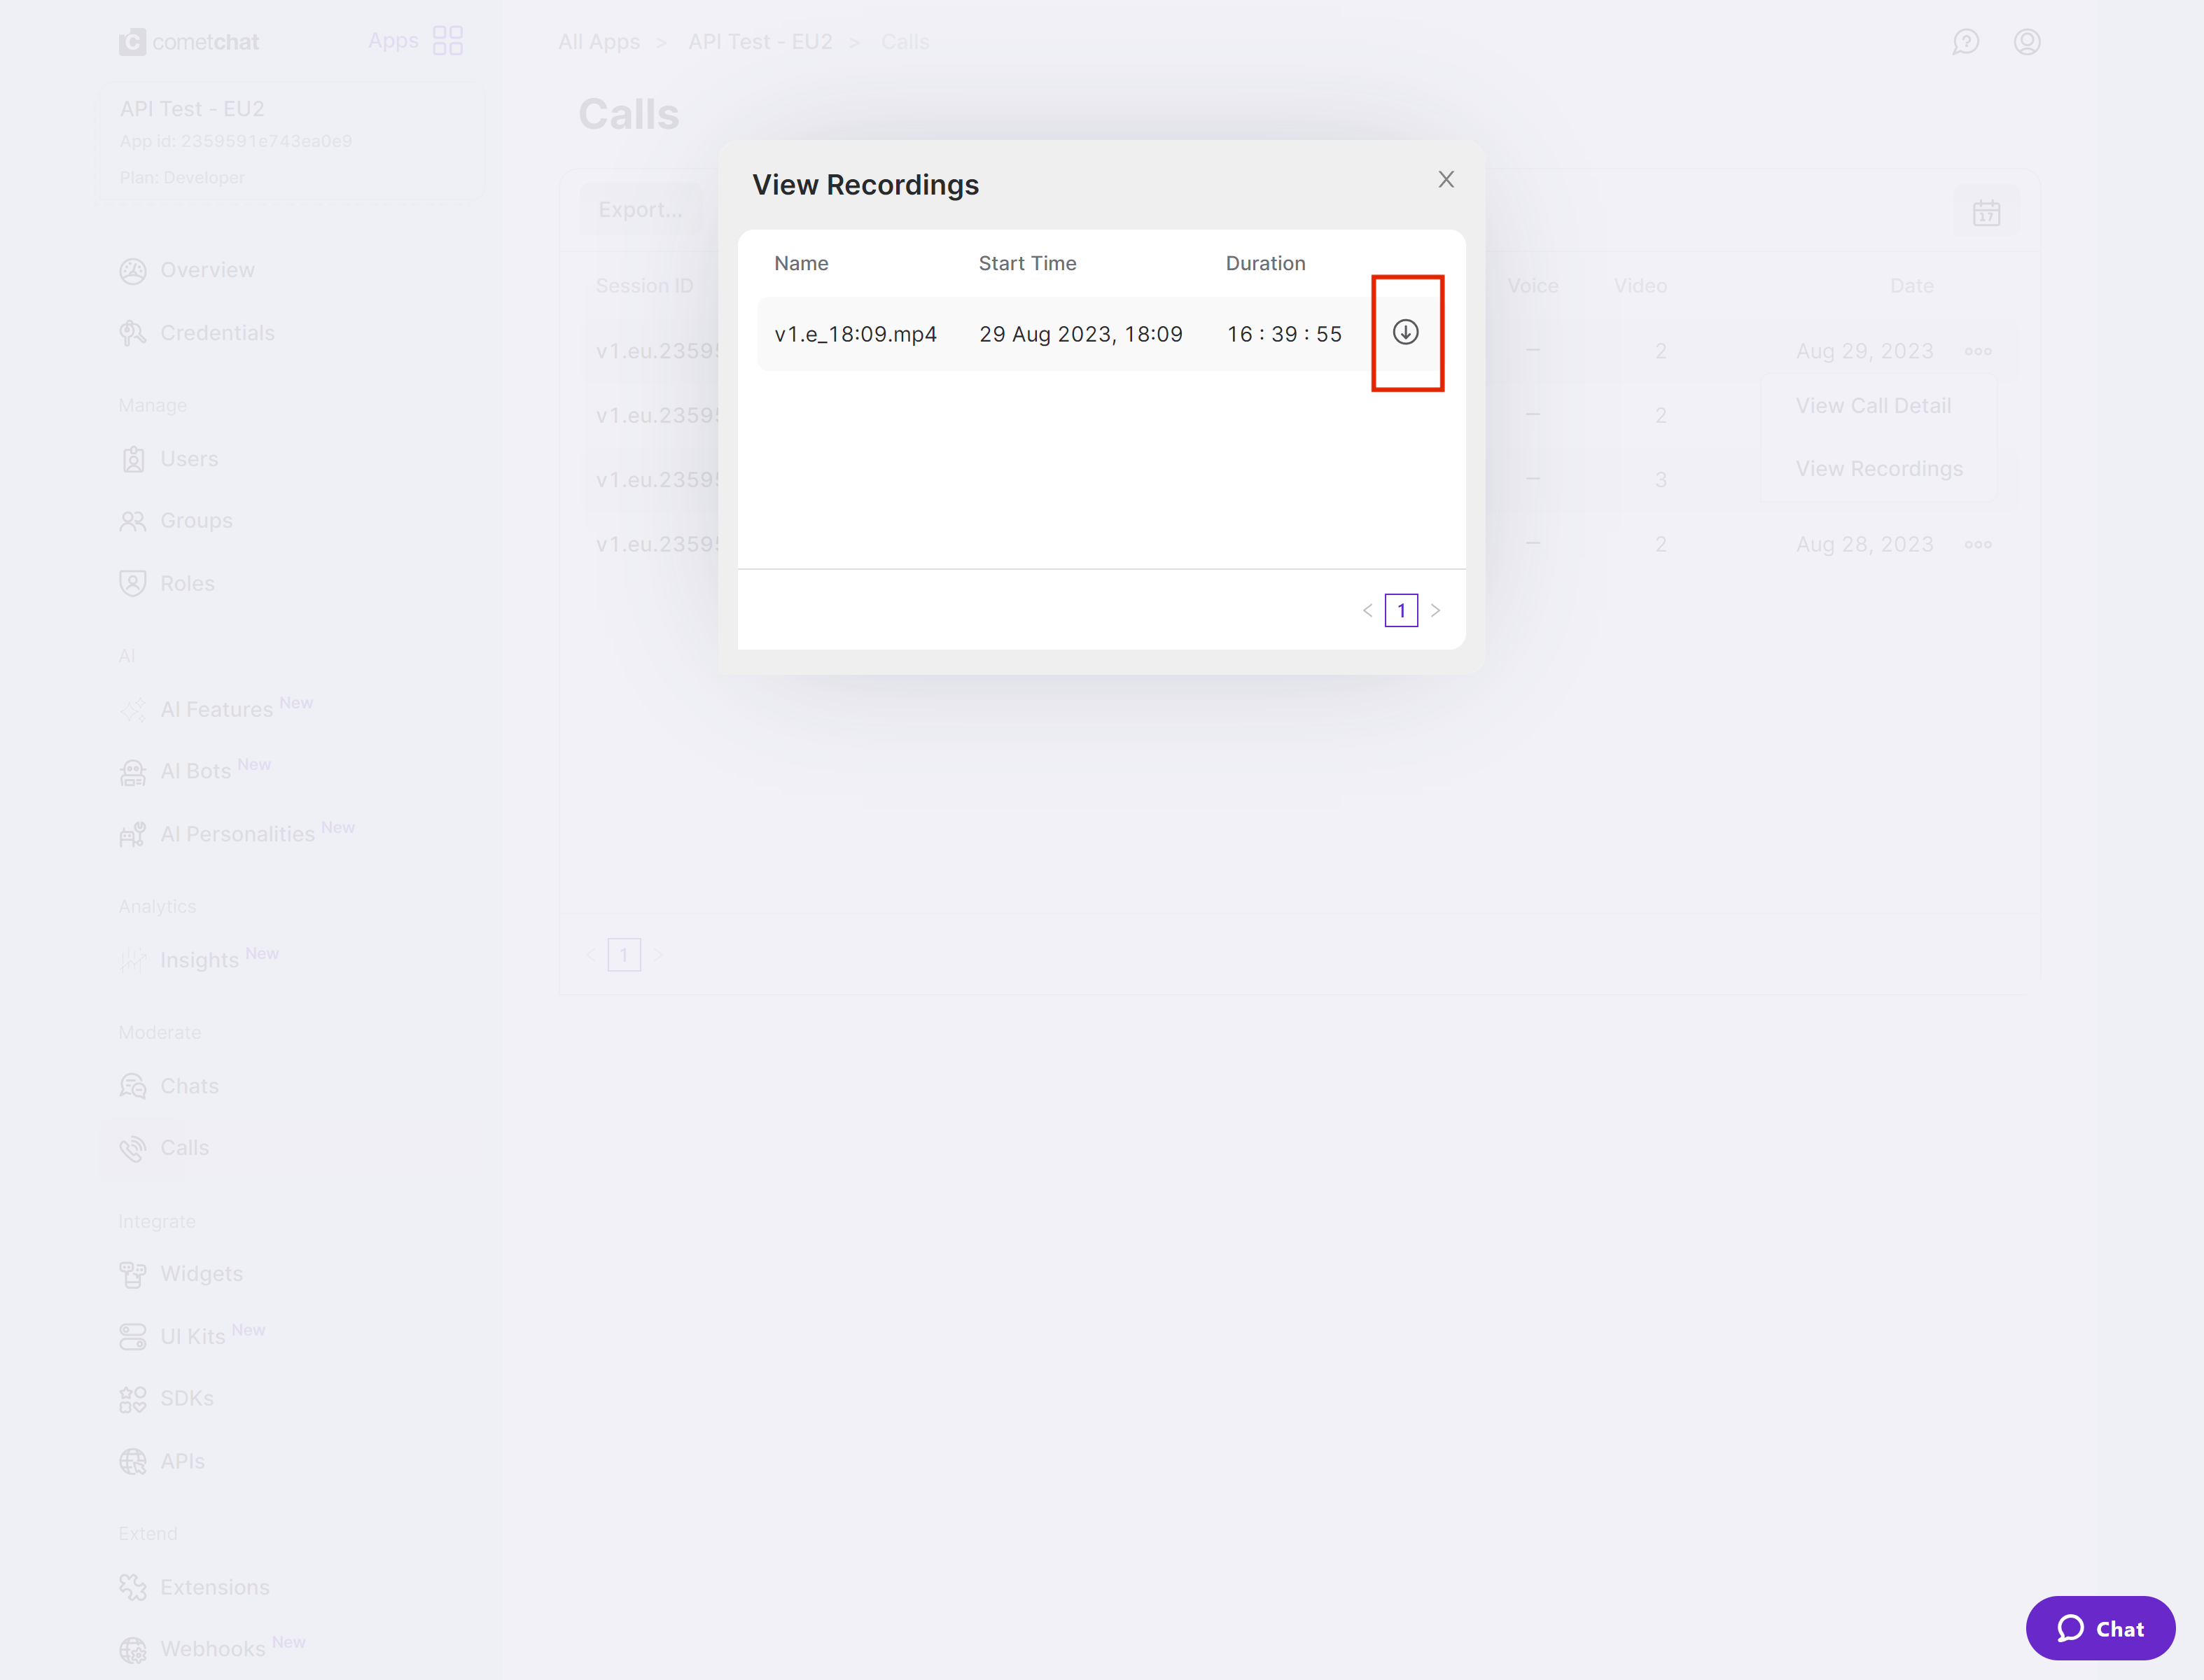 cometchat
Apps
API Test - EU2
App id: 2359591e743ea0e9
Plan: Developer
Overview
Credentials
Manage
Users
Groups
Roles
AI
AI Features New
AI Bots New
AI Personalities New
Analytics
Insights New
Moderate
Chats
Calls
Integrate
Widgets
UI Kits New
SDKs
APIs
Extend
Extensions
Webhooks New
All Apps > API Test - EU2 > Calls
Calls
Export...
17
Session ID Voice Video Date
v1.eu.2359 – 2 Aug 29, 2023
v1.eu.2359 – 2
v1.eu.2359 – 3
v1.eu.2359 – 2 Aug 28, 2023
View Call Detail
View Recordings
< 1 >
View Recordings
X
Name Start Time Duration
v1.e_18:09.mp4 29 Aug 2023, 18:09 16 : 39 : 55
< 1 >
Chat